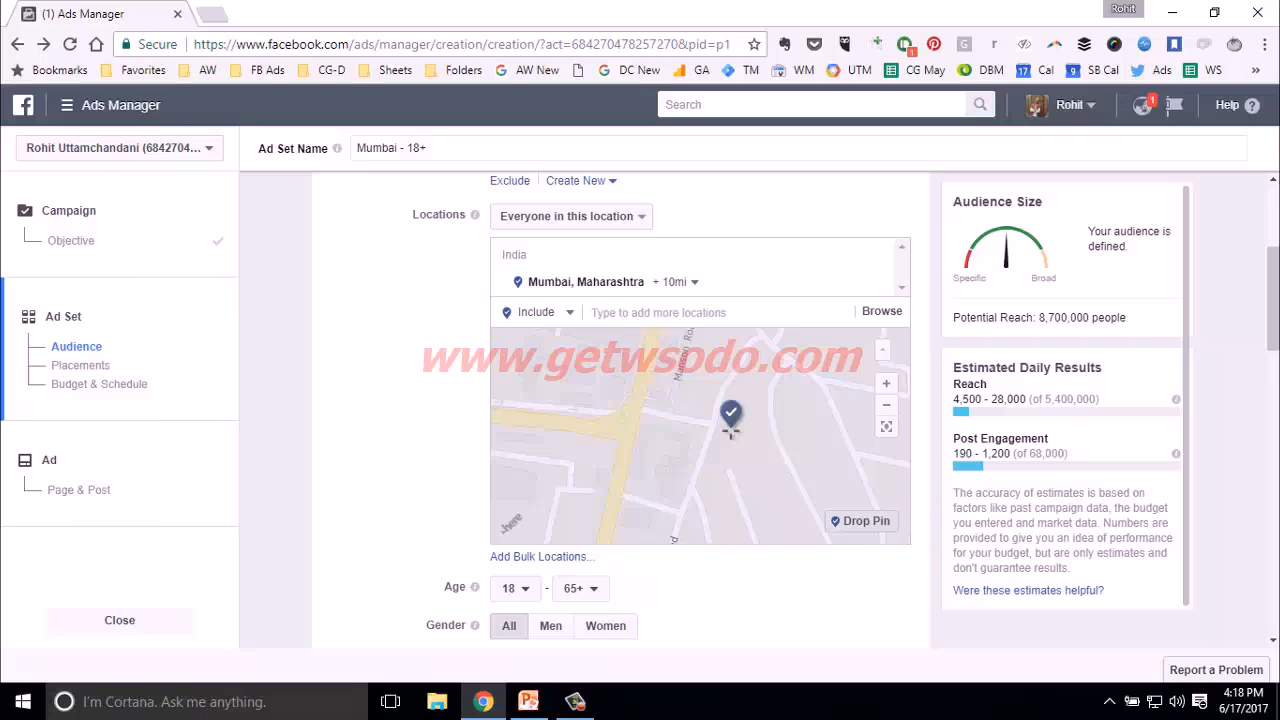 (1) Ads Manager
Rohit
Secure
https://www.facebook.com/ads/manager/creation/creation/?act=684270478257270&pid=p1
Bookmarks
Favorites
AW
FB Ads
CG-D
Sheets
Folders
AW New
DC New
GA
TM
WM
UTM
CG May
DBM
Cal
SB Cal
Ads
WS
Ads Manager
Search
Rohit
1
Help
Rohit Uttamchandani (6842704...
Ad Set Name
Mumbai - 18+
Campaign
Objective
Ad Set
Audience
Placements
Budget & Schedule
Ad
Page & Post
Close
Exclude
Create New
Locations
Everyone in this location
India
Mumbai, Maharashtra + 10mi
Include
Type to add more locations
Browse
www.getwsodo.com
here
Drop Pin
Add Bulk Locations...
Age
18 - 65+
Gender
All
Men
Women
Audience Size
Your audience is
defined.
Specific
Broad
Potential Reach: 8,700,000 people
Estimated Daily Results
Reach
4,500 - 28,000 (of 5,400,000)
Post Engagement
190 - 1,200 (of 68,000)
The accuracy of estimates is based on
factors like past campaign data, the budget
you entered and market data. Numbers are
provided to give you an idea of performance
for your budget, but are only estimates and
don't guarantee results.
Were these estimates helpful?
Report a Problem
I'm Cortana. Ask me anything.
4:18 PM
6/17/2017